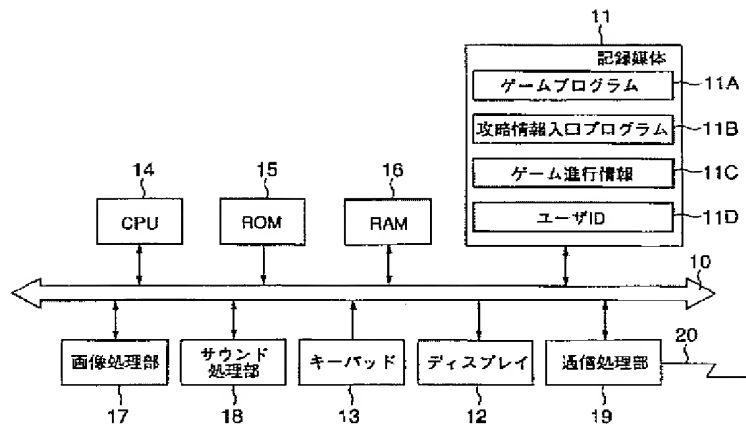 11
記録媒体
ゲームプログラム
11A
攻略情報入口プログラム
11B
ゲーム進行情報
11C
ユーザID
11D
14
CPU
15
ROM
16
RAM
10
画像処理部
17
サウンド
処理部
18
キーパッド
13
ディスプレイ
12
通信処理部
19
20